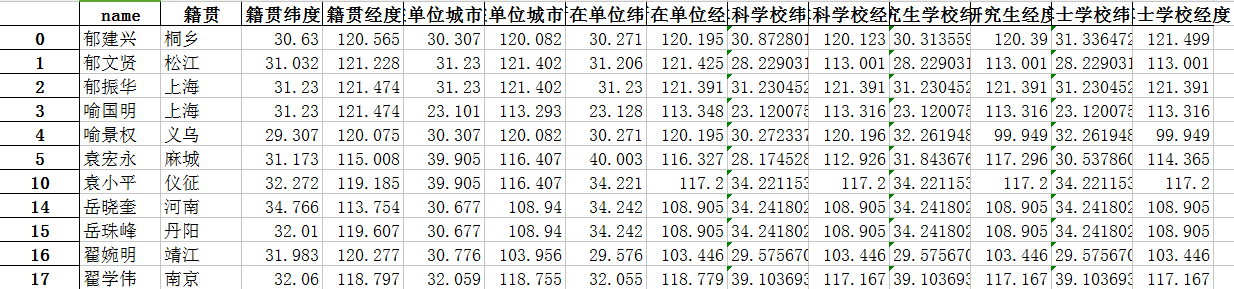 name 籍贯 籍贯纬度 籍贯经度 单位城市 单位城市 在单位纬 在单位经 科学校纬 科学校经 究生学校纬 研究生经度 士学校纬 士学校经度
0 郁建兴 桐乡 30.63 120.565 30.307 120.082 30.271 120.195 30.872801 120.123 30.313559 120.39 31.336472 121.499
1 郁文贤 松江 31.032 121.228 31.23 121.402 31.206 121.425 28.229031 113.001 28.229031 113.001 28.229031 113.001
2 郁振华 上海 31.23 121.474 31.23 121.402 31.23 121.391 31.230452 121.391 31.230452 121.391 31.230452 121.391
3 喻国明 上海 31.23 121.474 23.101 113.293 23.128 113.348 23.120075 113.316 23.120075 113.316 23.120075 113.316
4 喻景权 义乌 29.307 120.075 30.307 120.082 30.271 120.195 30.272337 120.196 32.261948 99.949 32.261948 99.949
5 袁宏永 麻城 31.173 115.008 39.905 116.407 40.003 116.327 28.174528 112.926 31.843676 117.296 30.537860 114.365
10 袁小平 仪征 32.272 119.185 39.905 116.407 34.221 117.2 34.221153 117.2 34.221153 117.2 34.221153 117.2
14 岳晓奎 河南 34.766 113.754 30.677 108.94 34.242 108.905 34.241802 108.905 34.241802 108.905 34.241802 108.905
15 岳珠峰 丹阳 32.01 119.607 30.677 108.94 34.242 108.905 34.241802 108.905 34.241802 108.905 34.241802 108.905
16 翟婉明 靖江 31.983 120.277 30.776 103.956 29.576 103.446 29.575670 103.446 29.575670 103.446 29.575670 103.446
17 翟学伟 南京 32.06 118.797 32.059 118.755 32.055 118.779 39.103693 117.167 39.103693 117.167 39.103693 117.167